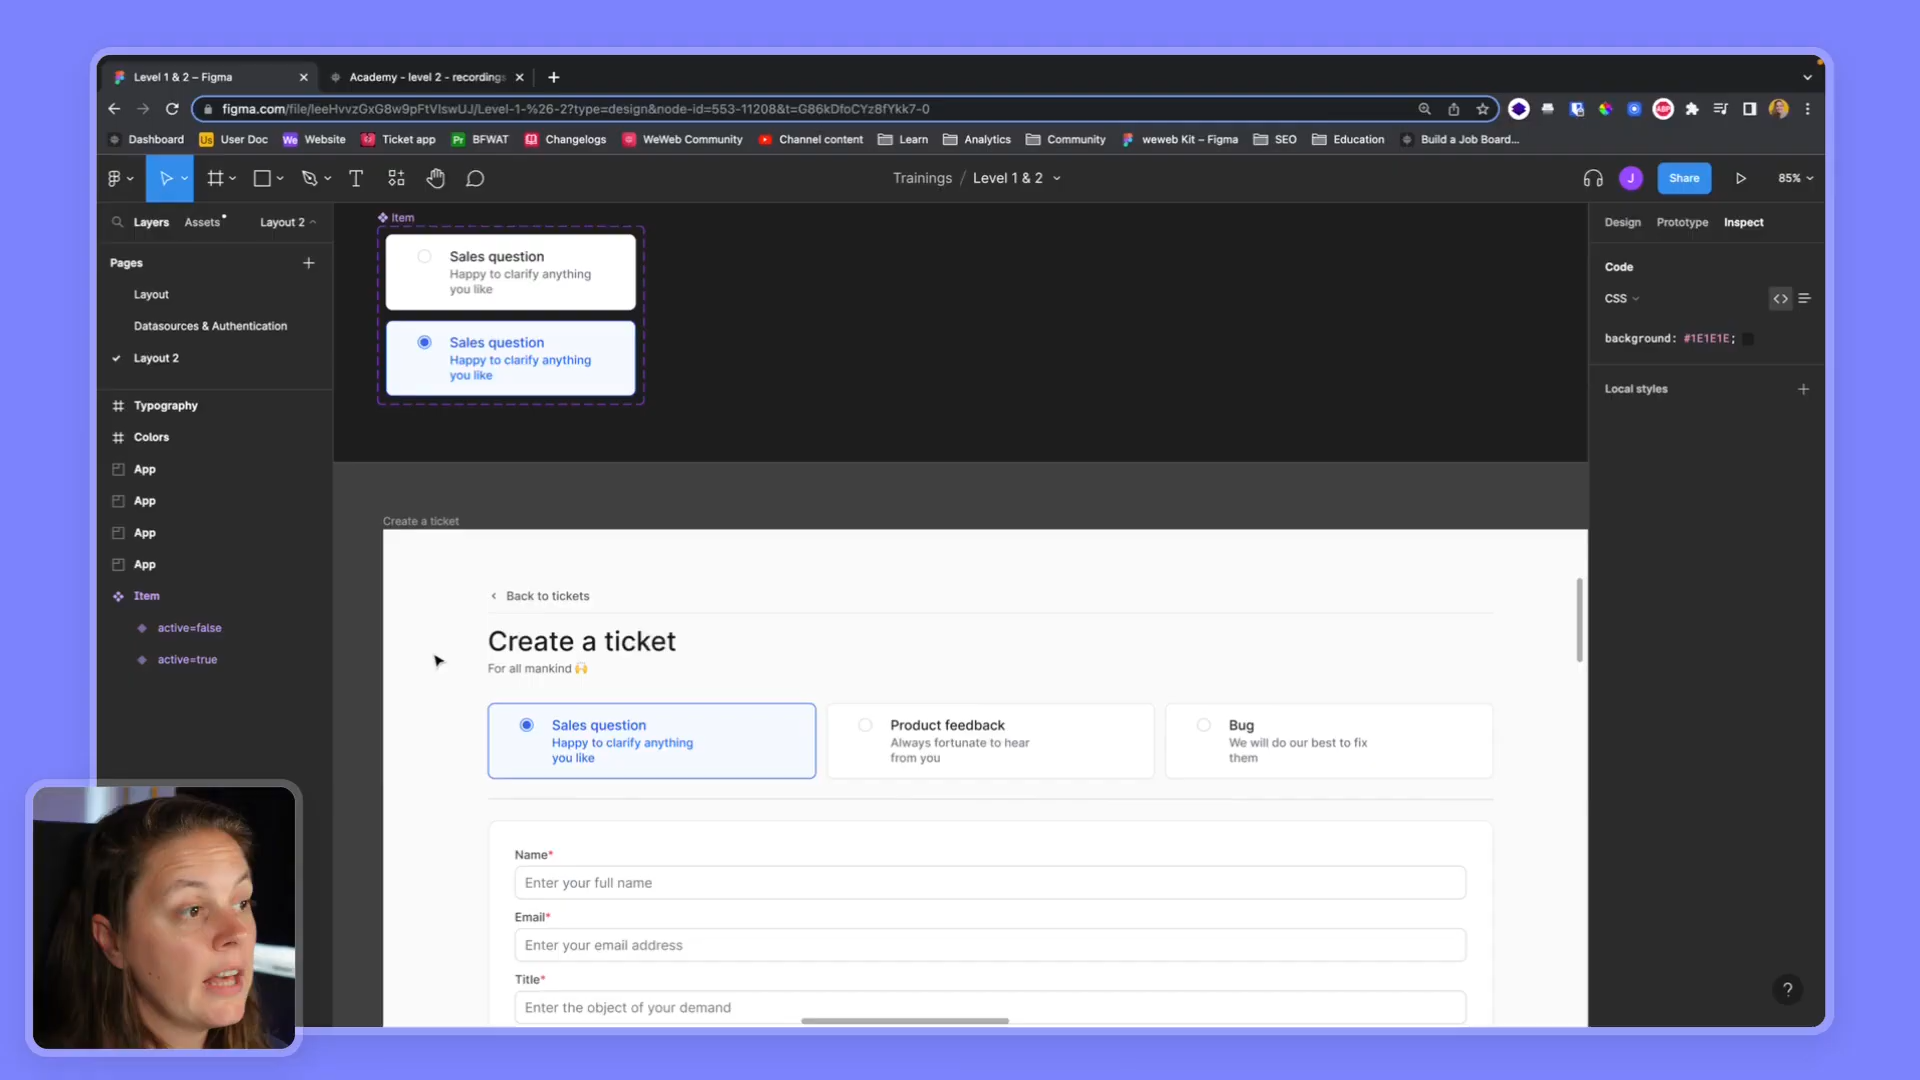 Level 1 & 2 – Figma
Academy - level 2 - recordings
figma.com/file/leeHvvzGxG8w9pFtVIswUJ/Level-1-%26-2?type=design&node-id=553-11208&t=G86kDfoCYz8fYkk7-0
Dashboard
User Doc
Website
Ticket app
BFWAT
Changelogs
WeWeb Community
Channel content
Learn
Analytics
Community
weweb Kit – Figma
SEO
Education
Build a Job Board...
Trainings / Level 1 & 2
J
Share
85%
Layers
Assets
Layout 2
Pages
Layout
Datasources & Authentication
Layout 2
Typography
Colors
App
App
App
App
Item
active=false
active=true
Item
Sales question
Happy to clarify anything
you like
Sales question
Happy to clarify anything
you like
Create a ticket
Back to tickets
Create a ticket
For all mankind 🙌
Sales question
Happy to clarify anything
you like
Product feedback
Always fortunate to hear
from you
Bug
We will do our best to fix
them
Name*
Enter your full name
Email*
Enter your email address
Title*
Enter the object of your demand
Design
Prototype
Inspect
Code
CSS
background: #1E1E1E;
Local styles
?